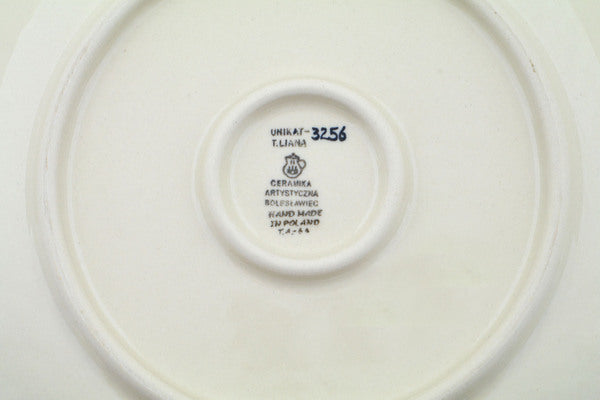 UNIKAT-3256
T.LIANA
CERAMIKA
ARTYSTYCZNA
BOLESŁAWIEC
HAND MADE
IN POLAND